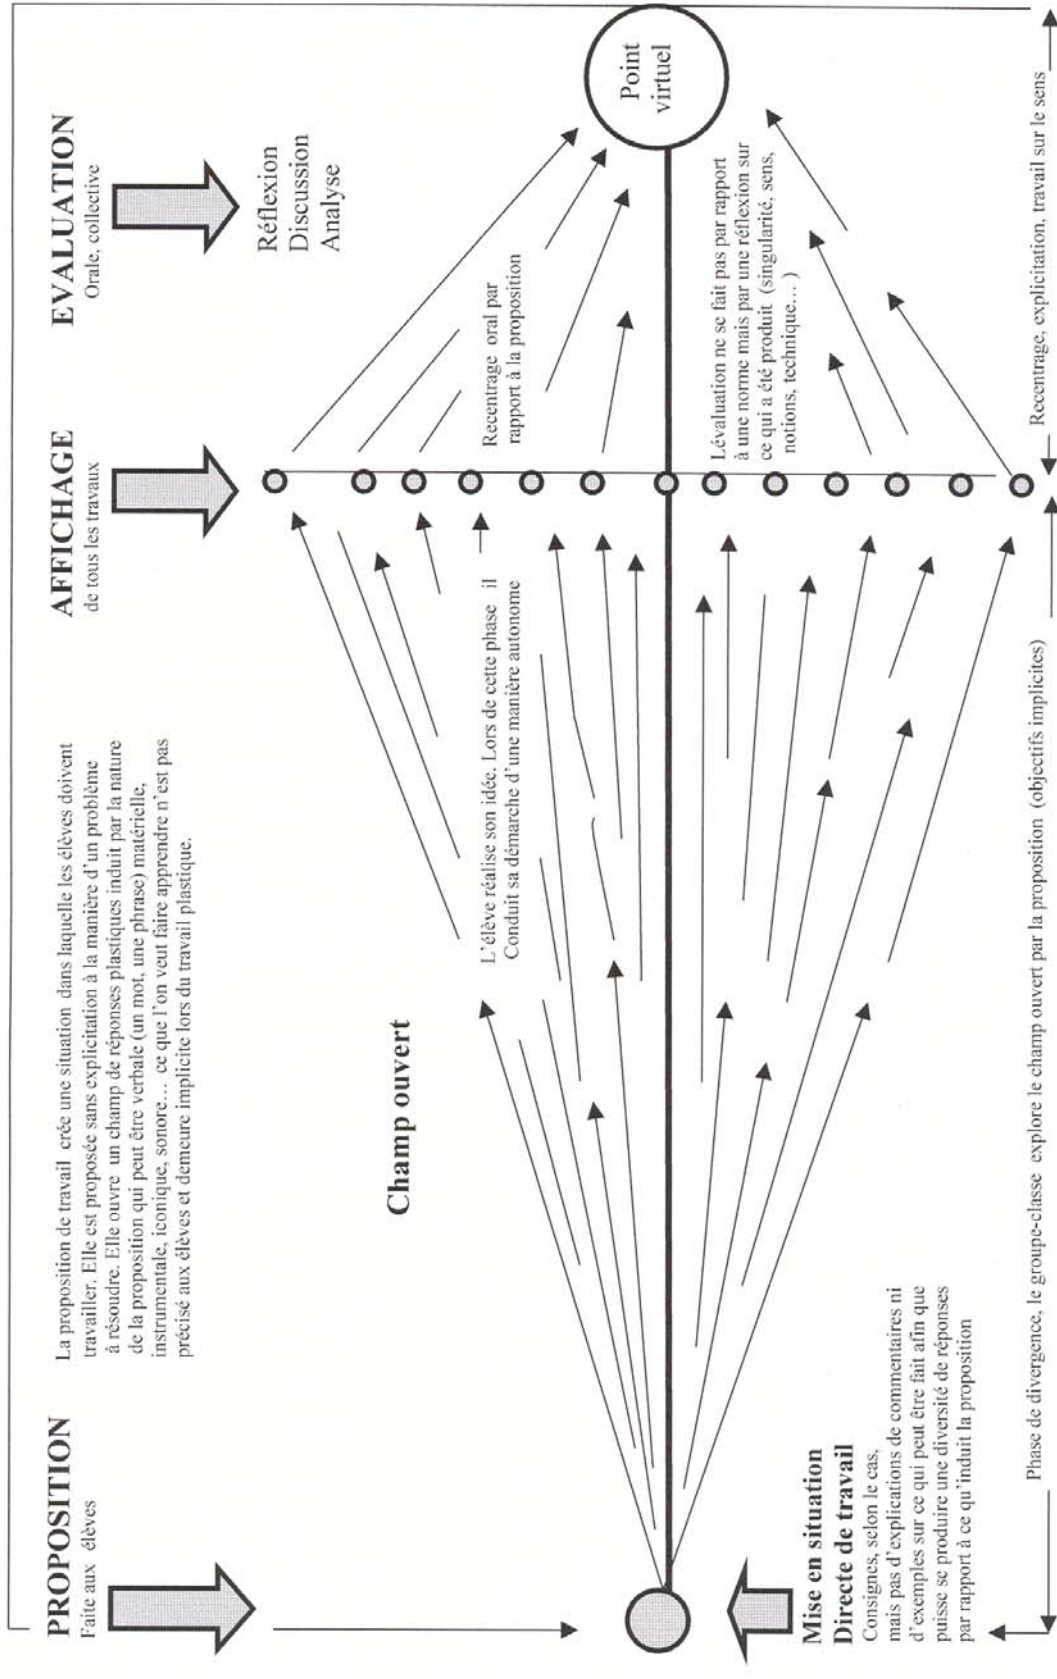 PROPOSITION
Faite aux élèves
La proposition de travail crée une situation dans laquelle les élèves doivent
travailler. Elle est proposée sans explicitation à la manière d'un problème
à résoudre. Elle ouvre un champ de réponses plastiques induit par la nature
de la proposition qui peut être verbale (un mot, une phrase) matérielle,
instrumentale, iconique, sonore... ce que l'on veut faire apprendre n'est pas
précisé aux élèves et demeure implicite lors du travail plastique.
AFFICHAGE
de tous les travaux
EVALUATION
Orale, collective
Réflexion
Discussion
Analyse
Champ ouvert
L'élève réalise son idée. Lors de cette phase il
Conduit sa démarche d'une manière autonome
Recentrage oral par
rapport à la proposition
Point
virtuel
Lévaluation ne se fait pas par rapport
à une norme mais par une réflexion sur
ce qui a été produit (singularité, sens,
notions, technique... )
Mise en situation
Directe de travail
Consignes, selon le cas,
mais pas d'explications de commentaires ni
d'exemples sur ce qui peut être fait afin que
puisse se produire une diversité de réponses
par rapport à ce qu'induit la proposition
Phase de divergence, le groupe-classe explore le champ ouvert par la proposition (objectifs implicites)
Recentrage, explicitation, travail sur le sens